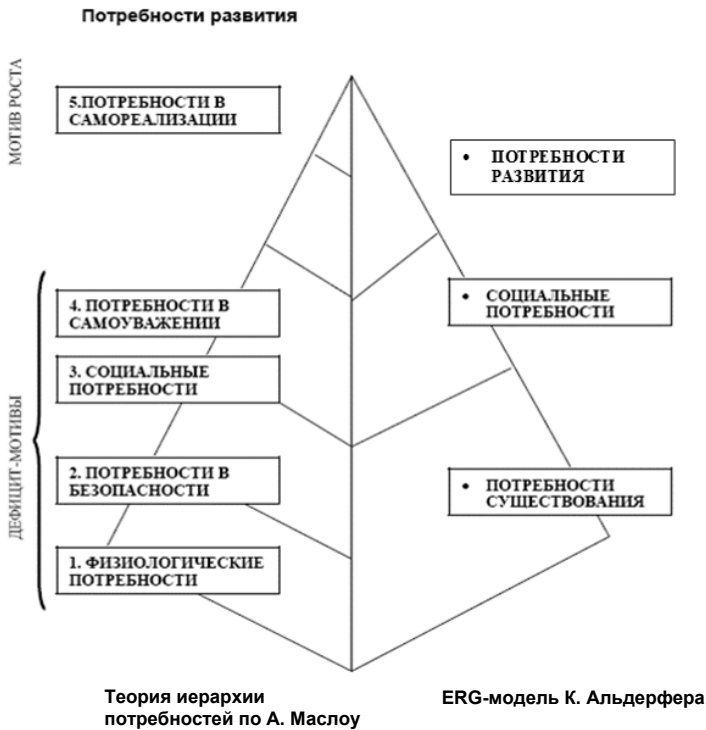 Потребности развития
МОТИВ РОСТА
5.ПОТРЕБНОСТИ В
САМОРЕАЛИЗАЦИИ
• ПОТРЕБНОСТИ
РАЗВИТИЯ
ДЕФИЦИТ-МОТИВЫ
4. ПОТРЕБНОСТИ В
САМОУВАЖЕНИИ
• СОЦИАЛЬНЫЕ
ПОТРЕБНОСТИ
3. СОЦИАЛЬНЫЕ
ПОТРЕБНОСТИ
2. ПОТРЕБНОСТИ В
БЕЗОПАСНОСТИ
• ПОТРЕБНОСТИ
СУЩЕСТВОВАНИЯ
1. ФИЗИОЛОГИЧЕСКИЕ
ПОТРЕБНОСТИ
Теория иерархии
потребностей по А. Маслоу
ERG-модель К. Альдерфера